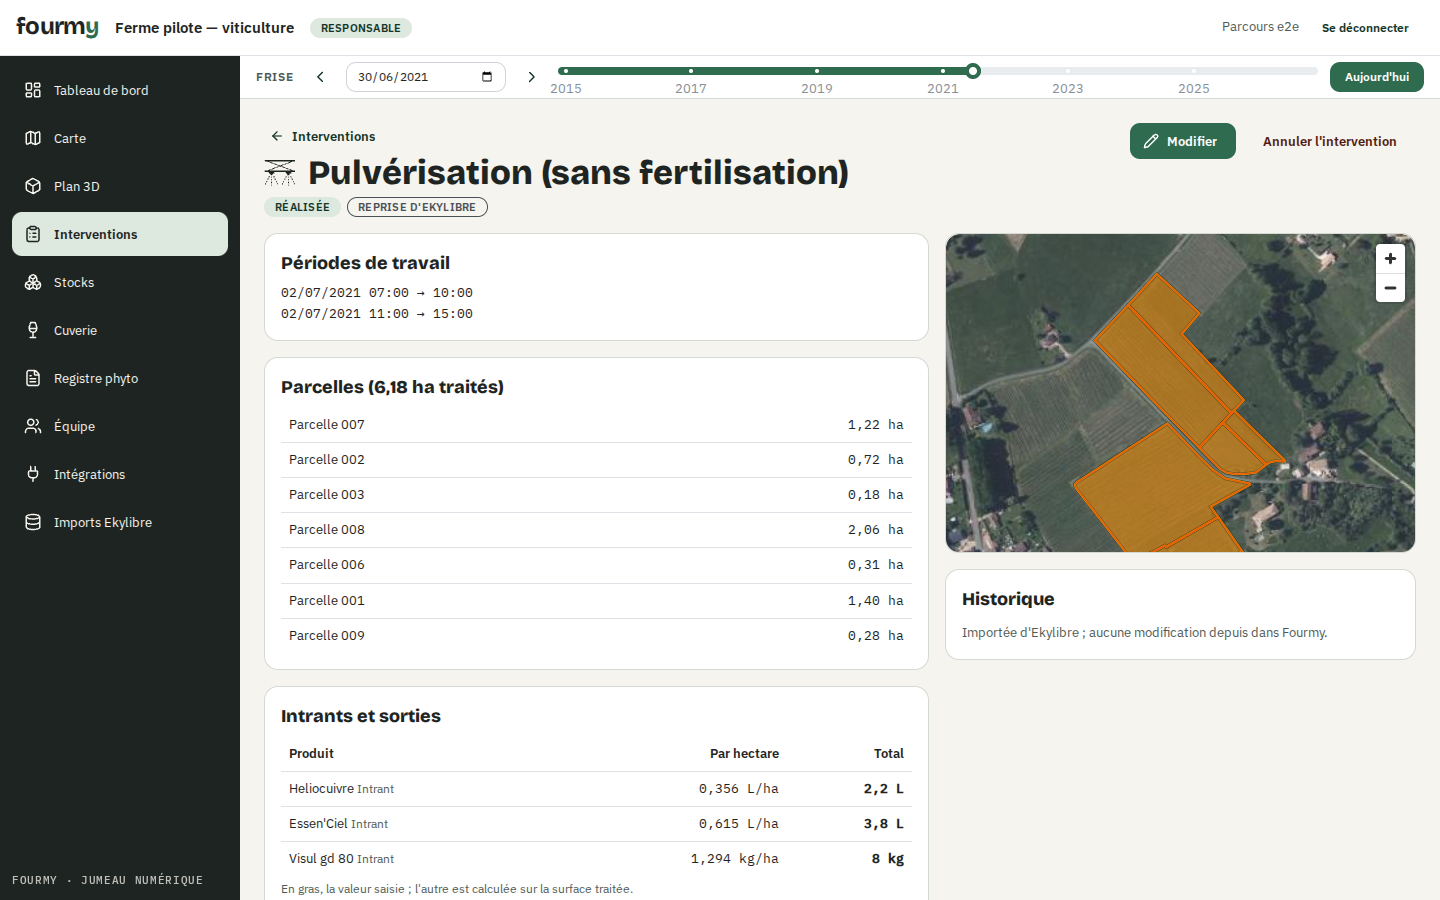 fourmy Ferme pilote — viticulture RESPONSABLE Parcours e2e Se déconnecter
Tableau de bord
Carte
Plan 3D
Interventions
Stocks
Cuverie
Registre phyto
Équipe
Intégrations
Imports Ekylibre
FOURMY · JUMEAU NUMÉRIQUE
FRISE 30/06/2021 Aujourd'hui
2015 2017 2019 2021 2023 2025
← Interventions
Modifier Annuler l'intervention
Pulvérisation (sans fertilisation)
RÉALISÉE REPRISE D'EKYLIBRE
Périodes de travail
02/07/2021 07:00 → 10:00
02/07/2021 11:00 → 15:00
Parcelles (6,18 ha traités)
Parcelle 007 1,22 ha
Parcelle 002 0,72 ha
Parcelle 003 0,18 ha
Parcelle 008 2,06 ha
Parcelle 006 0,31 ha
Parcelle 001 1,40 ha
Parcelle 009 0,28 ha
Intrants et sorties
Produit Par hectare Total
Heliocuivre Intrant 0,356 L/ha 2,2 L
Essen'Ciel Intrant 0,615 L/ha 3,8 L
Visul gd 80 Intrant 1,294 kg/ha 8 kg
En gras, la valeur saisie ; l'autre est calculée sur la surface traitée.
Historique
Importée d'Ekylibre ; aucune modification depuis dans Fourmy.